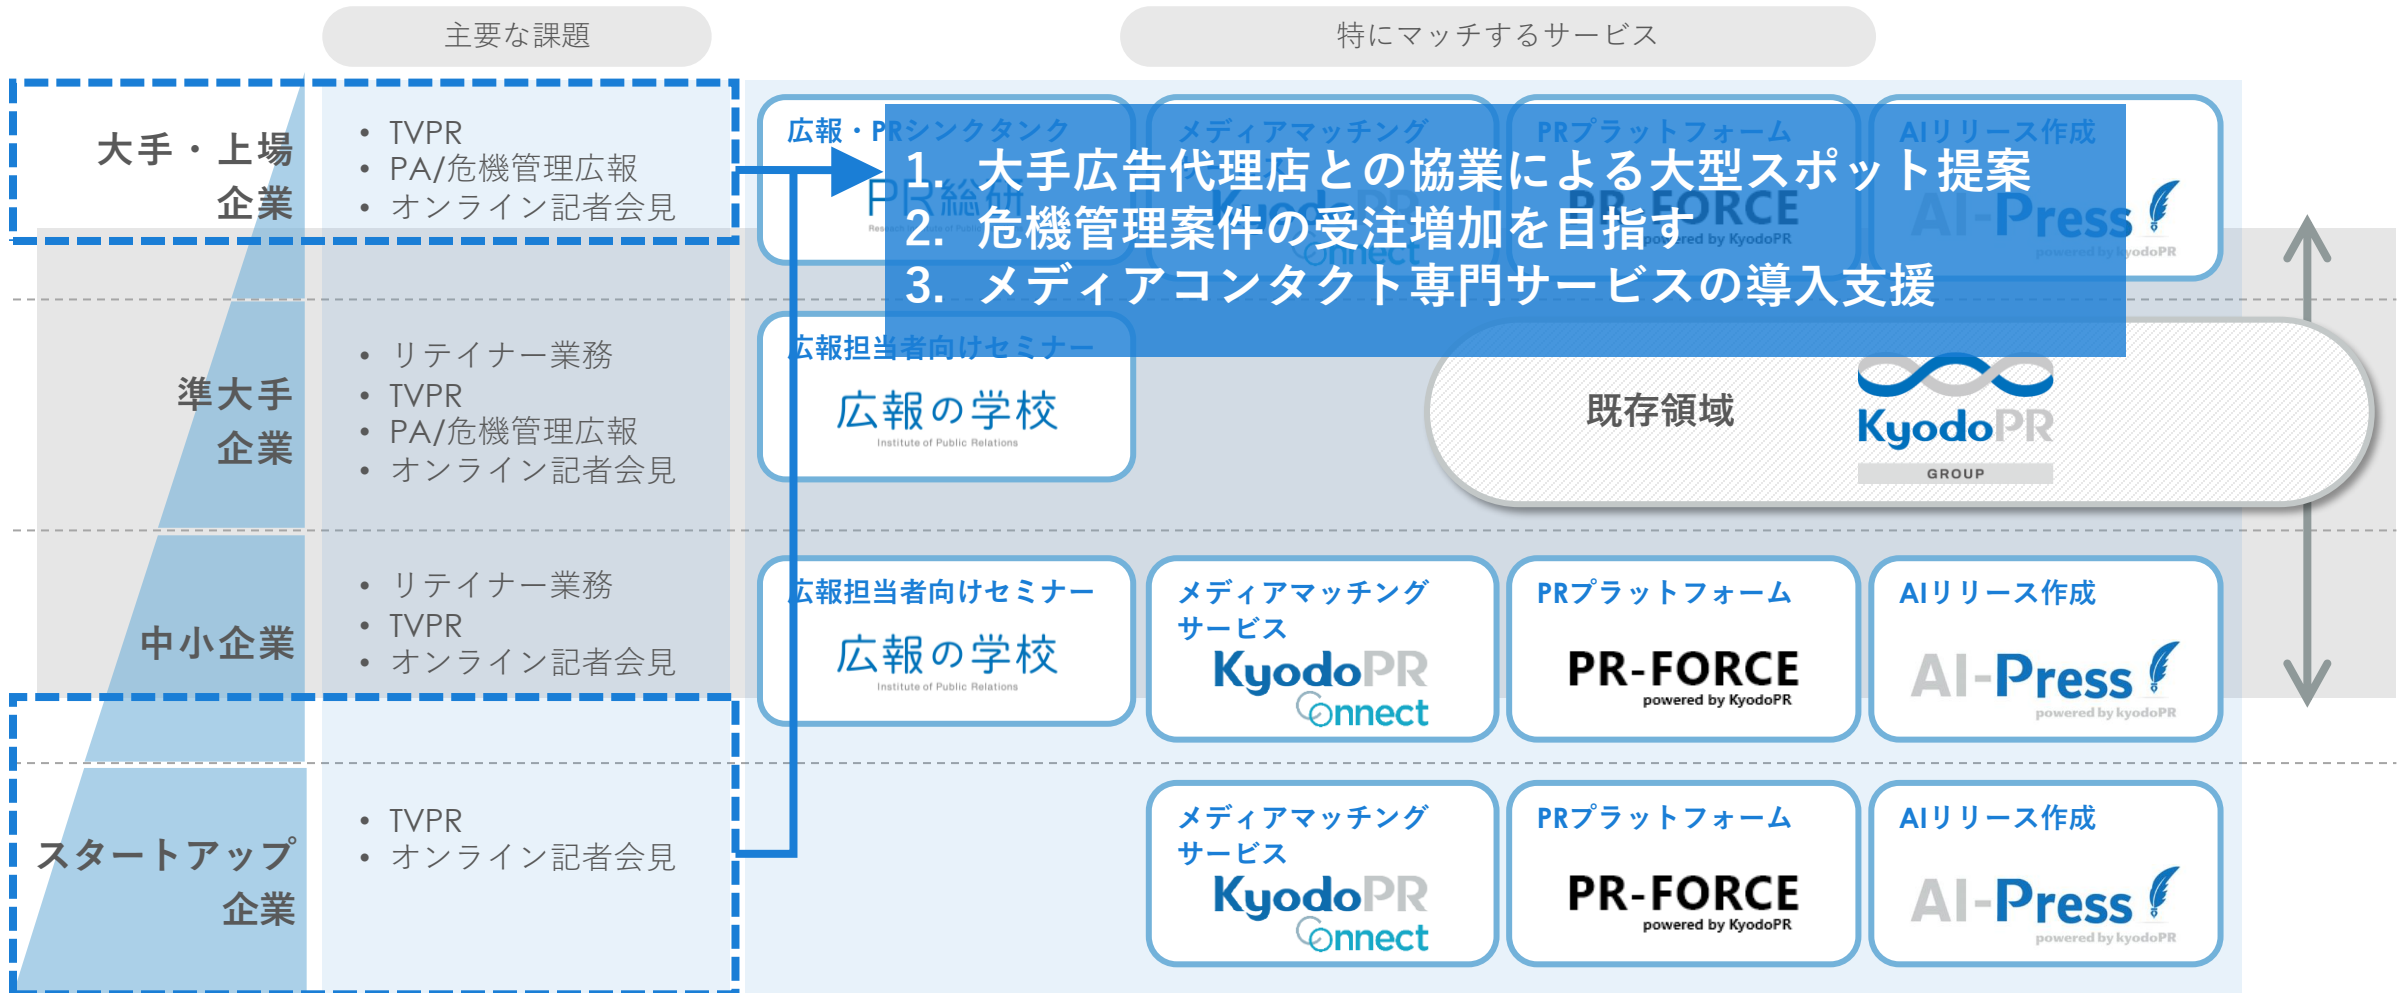 主要な課題
特にマッチするサービス
大手・上場
企業
• TVPR
• PA/危機管理広報
• オンライン記者会見
広報・PRシンクタンク
PR総研
メディアマッチング
KyodoPR
Connect
PRプラットフォーム
PR-FORCE
powered by KyodoPR
AIリリース作成
AI-Press
powered by kyodoPR
1. 大手広告代理店との協業による大型スポット提案
2. 危機管理案件の受注増加を目指す
3. メディアコンタクト専門サービスの導入支援
準大手
企業
• リテイナー業務
• TVPR
• PA/危機管理広報
• オンライン記者会見
広報担当者向けセミナー
広報の学校
Institute of Public Relations
既存領域
KyodoPR
GROUP
中小企業
• リテイナー業務
• TVPR
• オンライン記者会見
広報担当者向けセミナー
広報の学校
Institute of Public Relations
メディアマッチング
サービス
KyodoPR
Connect
PRプラットフォーム
PR-FORCE
powered by KyodoPR
AIリリース作成
AI-Press
powered by kyodoPR
スタートアップ
企業
• TVPR
• オンライン記者会見
メディアマッチング
サービス
KyodoPR
Connect
PRプラットフォーム
PR-FORCE
powered by KyodoPR
AIリリース作成
AI-Press
powered by kyodoPR